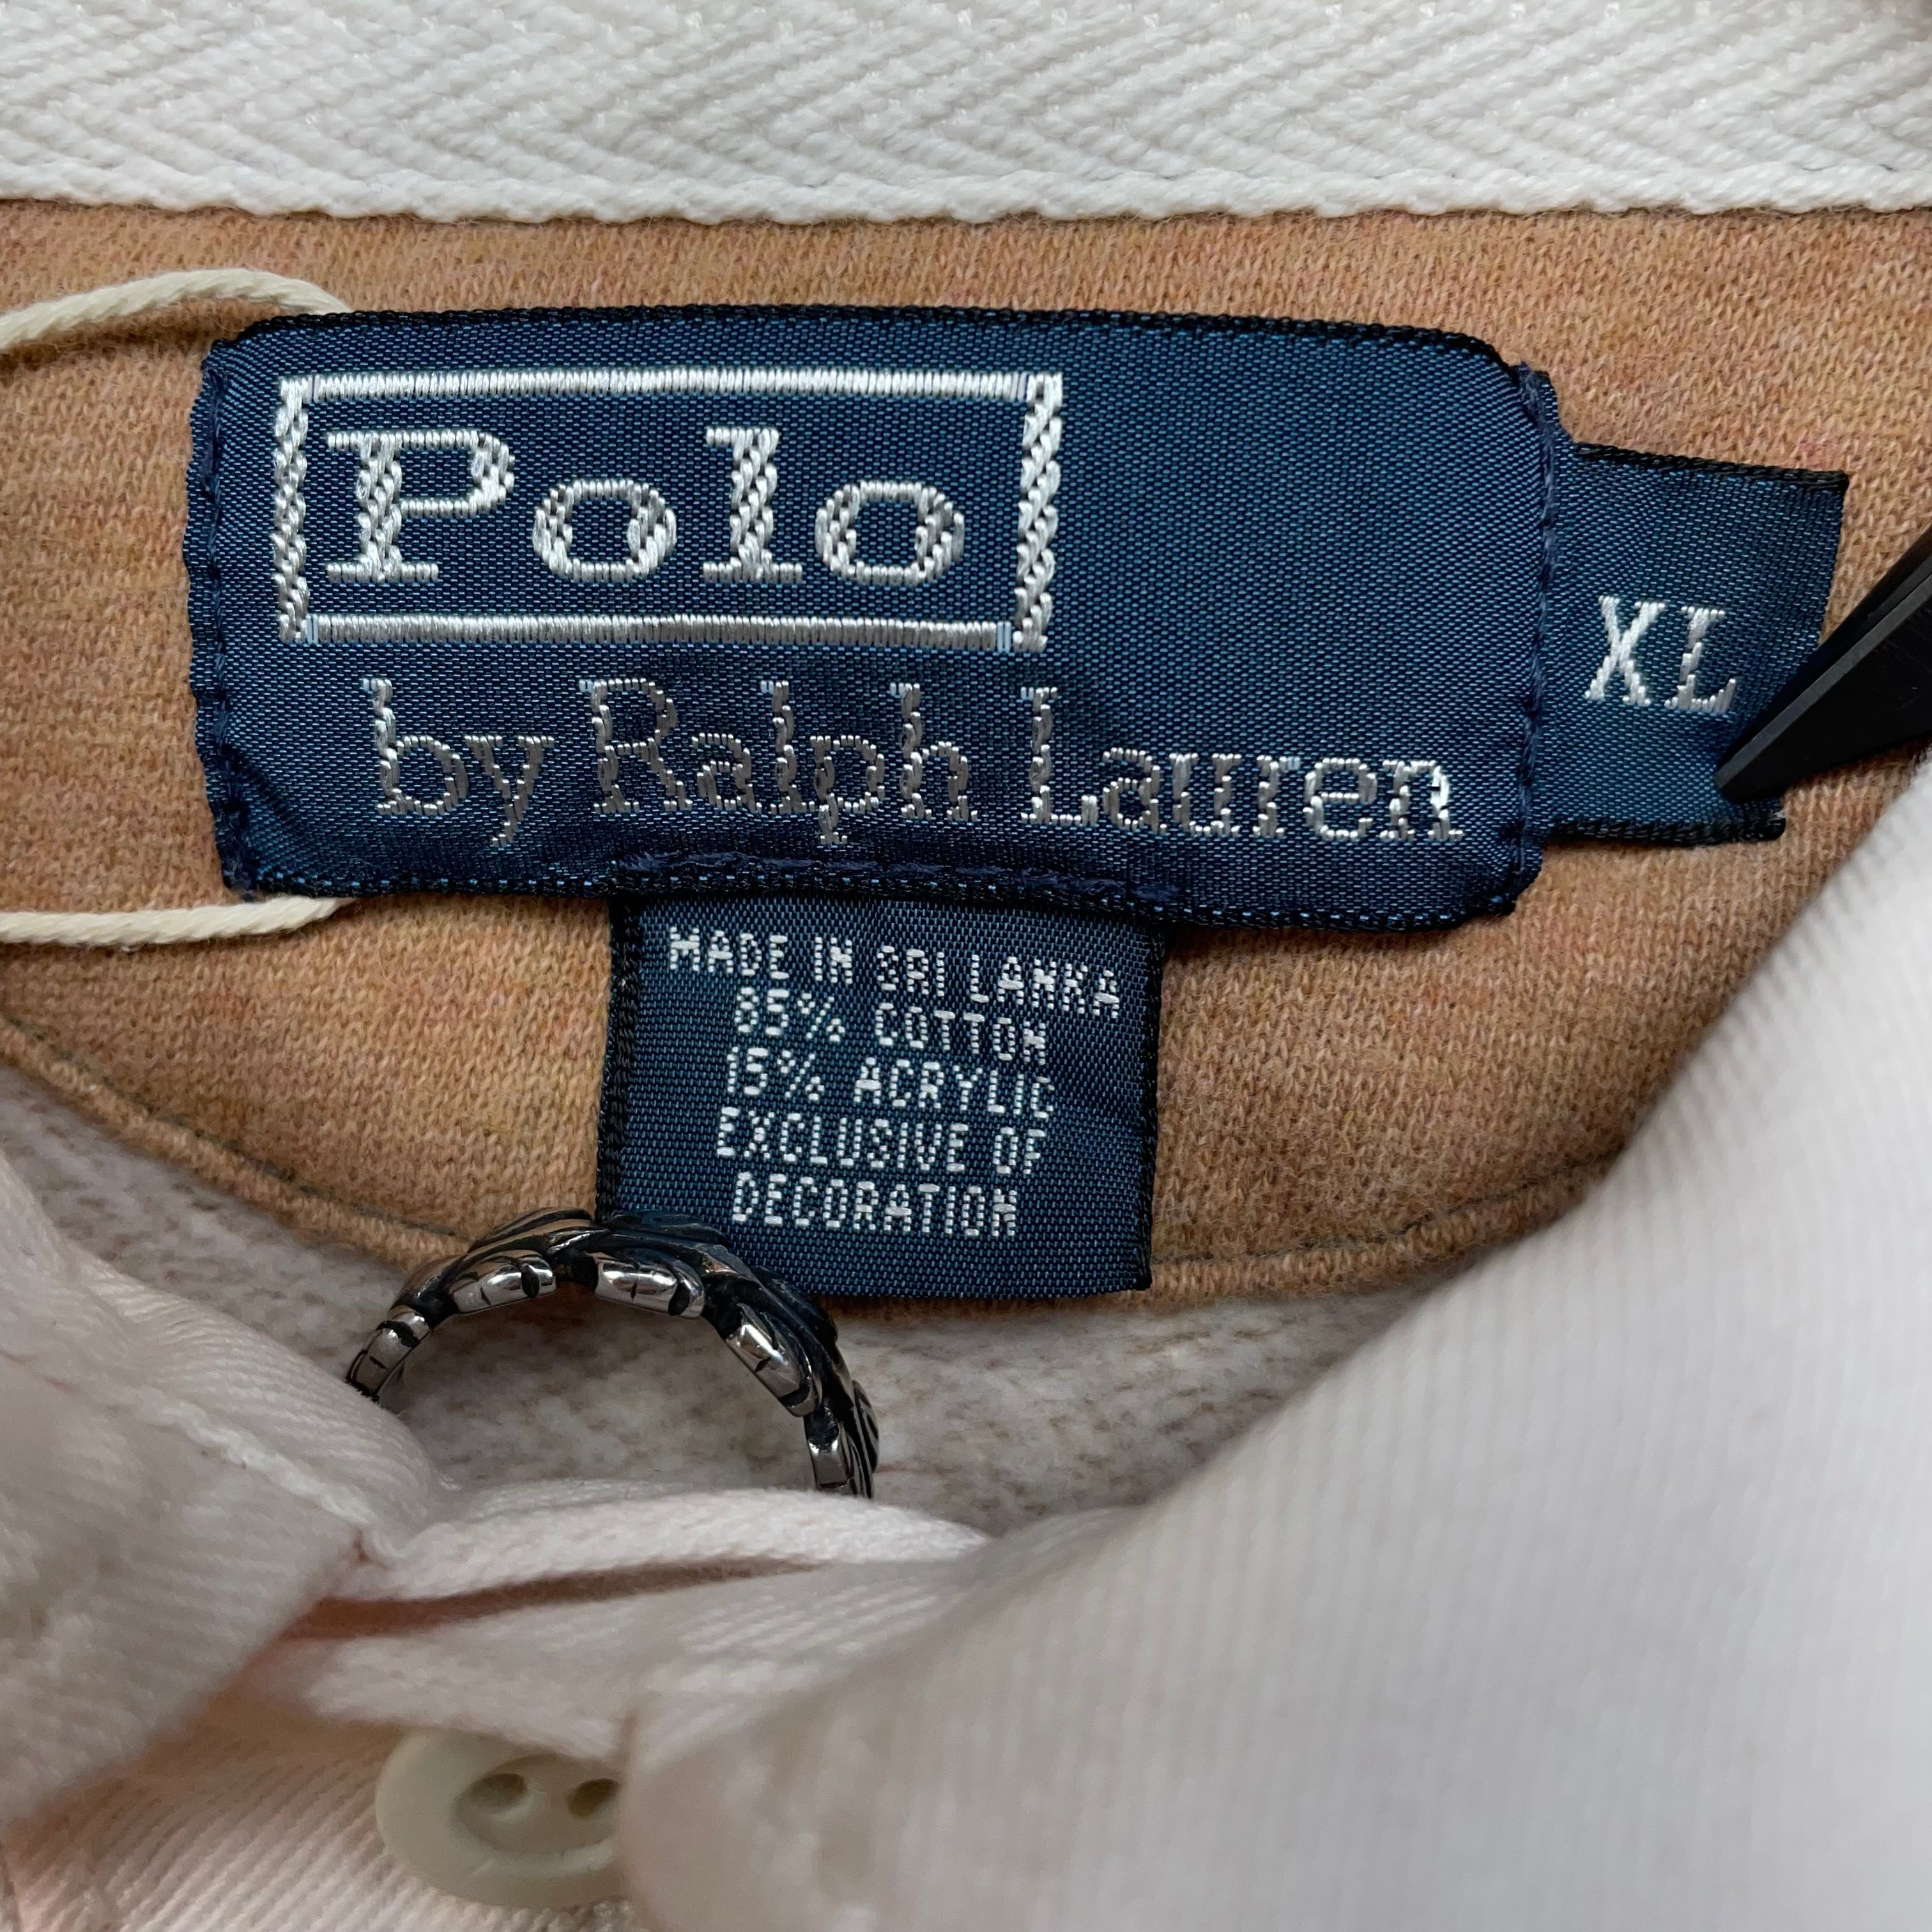 Polo
by Ralph Lauren
XL
MADE IN SRI LANKA
85% COTTON
15% ACRYLIC
EXCLUSIVE OF
DECORATION